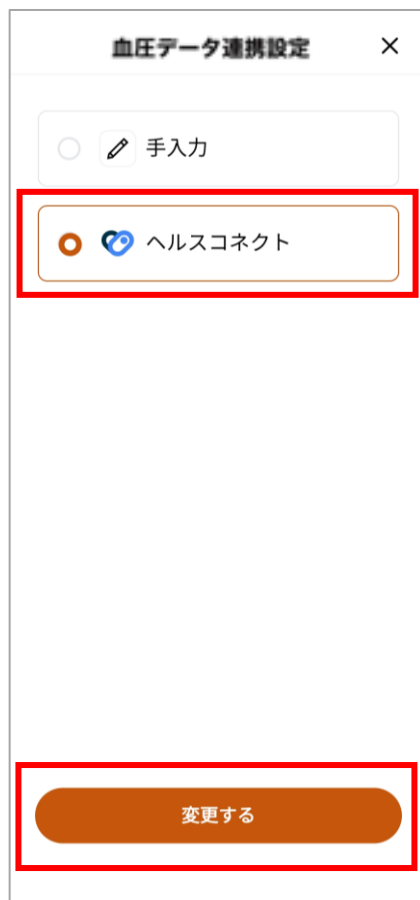 血圧データ連携設定
手入力
ヘルスコネクト
変更する